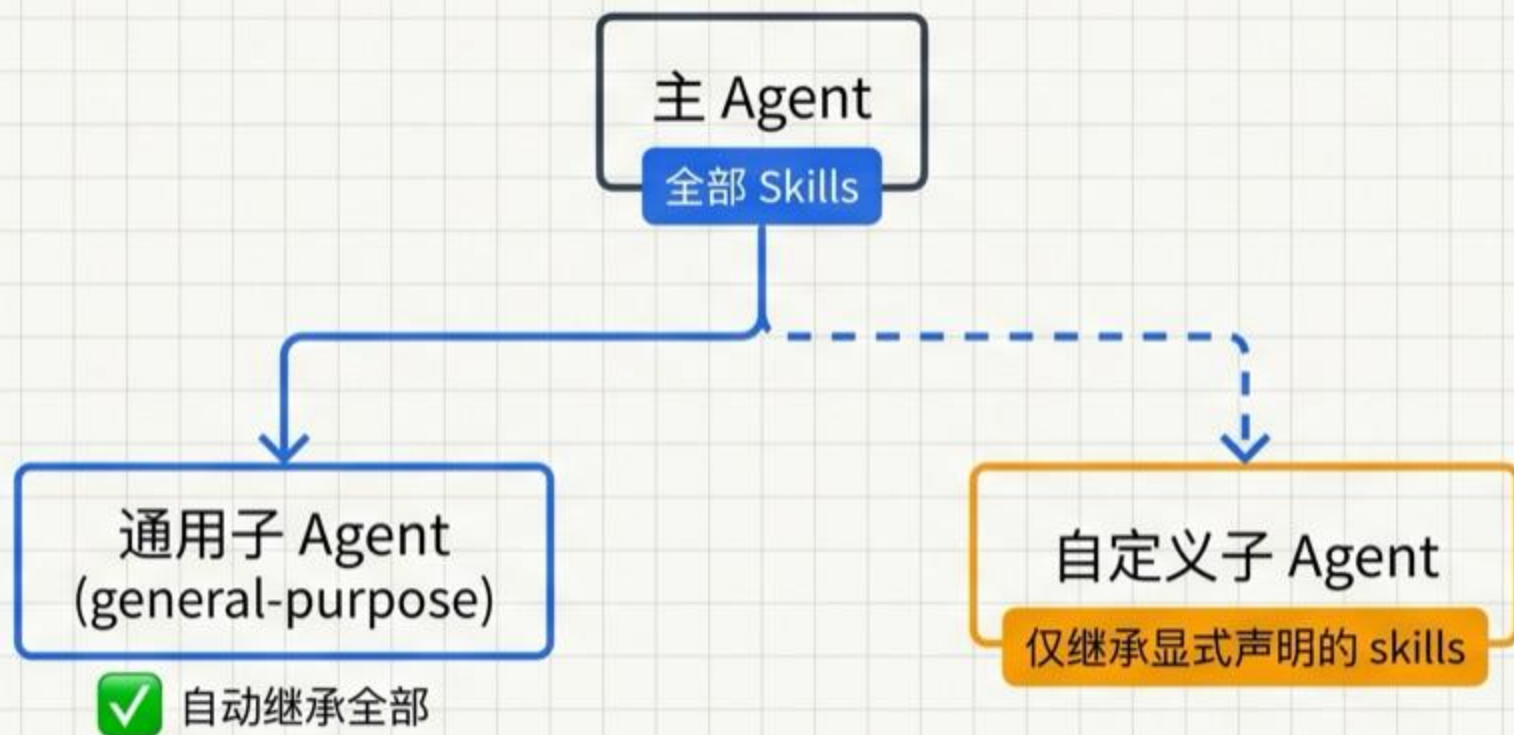 主 Agent
全部 Skills
通用子 Agent
(general-purpose)
自动继承全部
自定义子 Agent
仅继承显式声明的 skills